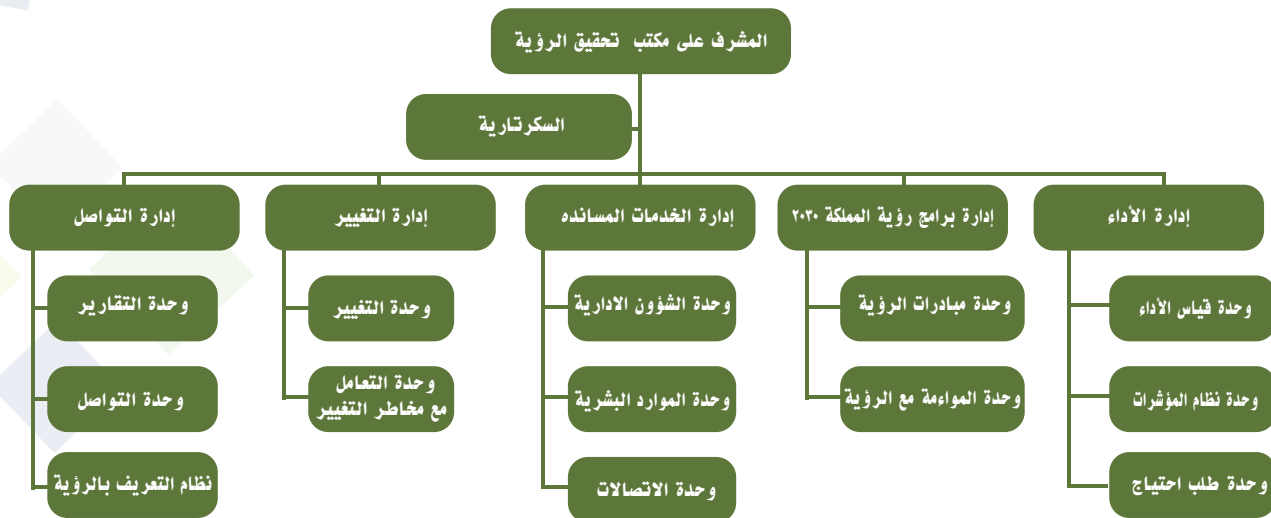 المشرف على مكتب تحقيق الرؤية
السكرتارية
إدارة الأداء
إدارة برامج رؤية المملكة ٢٠٣٠
إدارة الخدمات المسانده
إدارة التغيير
إدارة التواصل
وحدة قياس الأداء
وحدة مبادرات الرؤية
وحدة الشؤون الادارية
وحدة التغيير
وحدة التقارير
وحدة نظام المؤشرات
وحدة المواءمة مع الرؤية
وحدة الموارد البشرية
وحدة التعامل
مع مخاطر التغيير
وحدة التواصل
وحدة طلب احتياج
وحدة الاتصالات
نظام التعريف بالرؤية